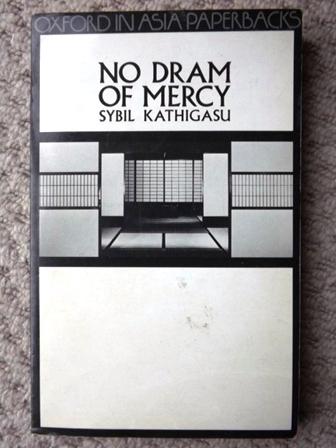 OXFORD IN ASIA PAPERBACKS
NO DRAM
OF MERCY
SYBIL KATHIGASU